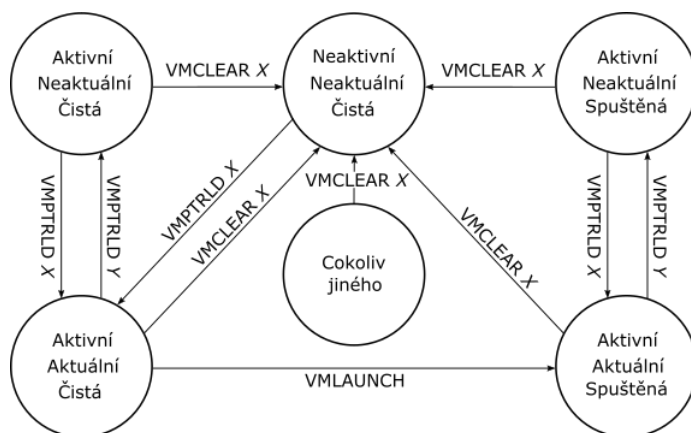 Aktivní
Neaktuální
Čistá
VMCLEAR X
Neaktivní
Neaktuální
Čistá
VMCLEAR X
Aktivní
Neaktuální
Spuštěná
VMPTRLD X
VMPTRLD Y
VMPTRLD X
VMCLEAR X
VMCLEAR X
VMCLEAR X
VMPTRLD X
VMPTRLD Y
Cokoliv
jiného
Aktivní
Aktuální
Čistá
VMLAUNCH
Aktivní
Aktuální
Spuštěná